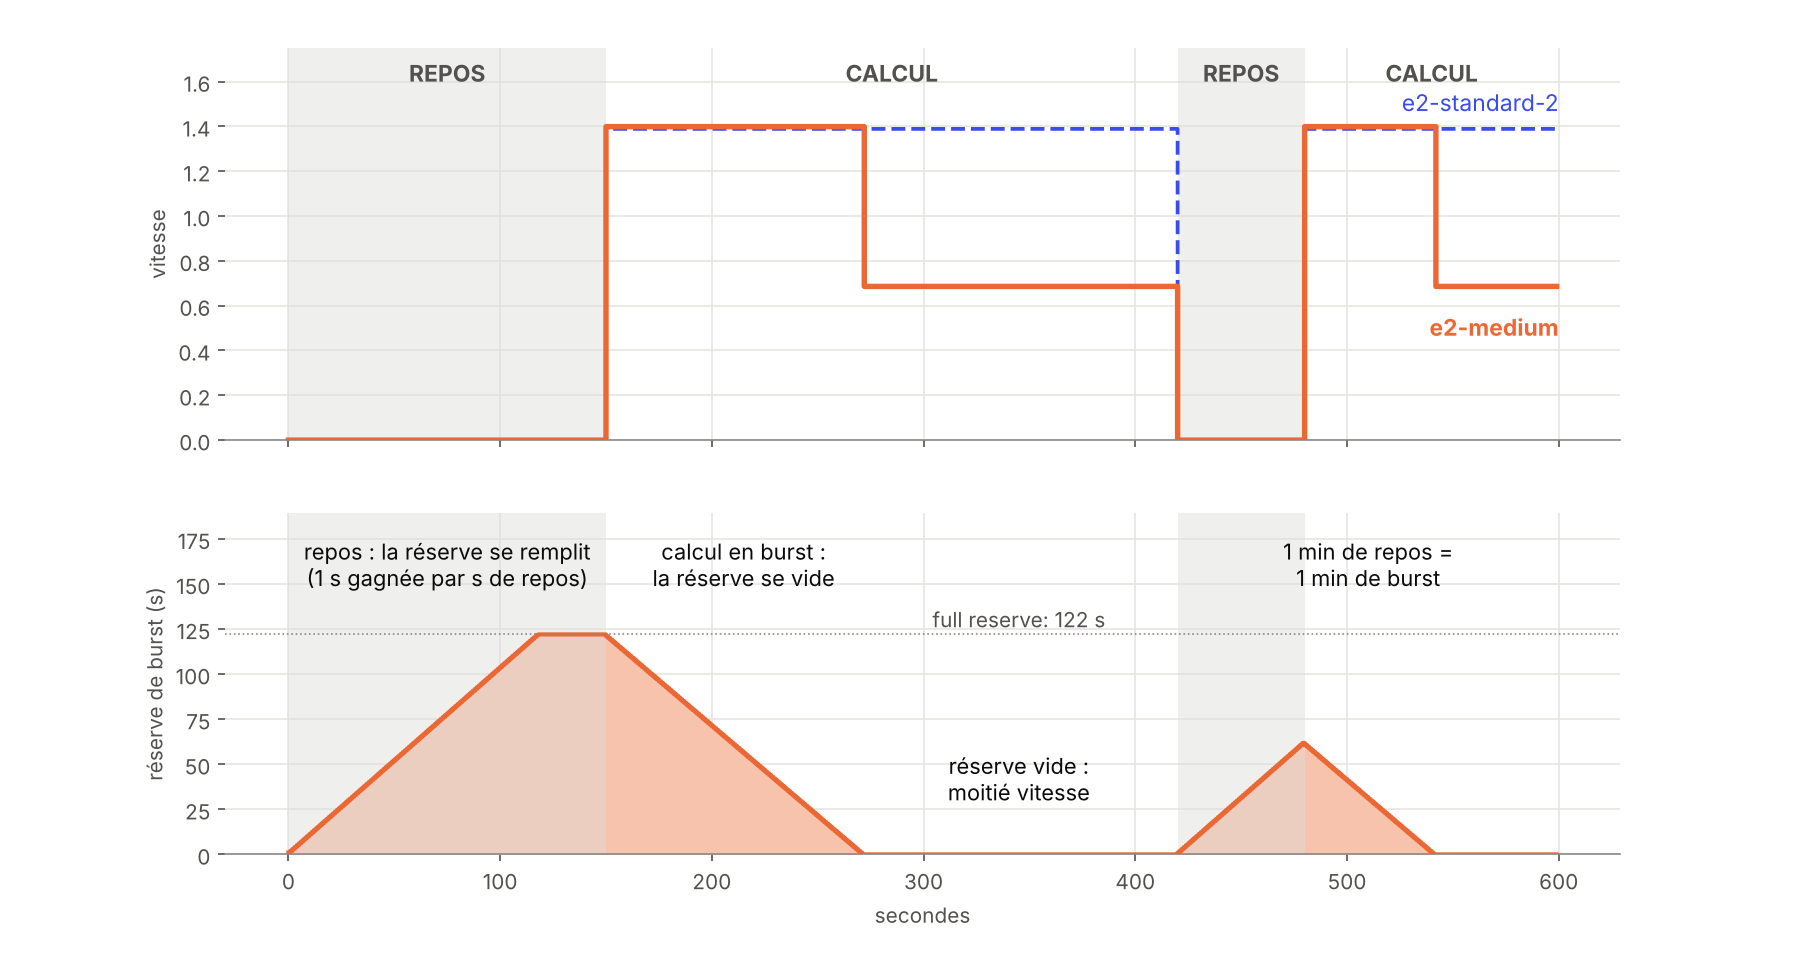 REPOS
CALCUL
REPOS
CALCUL
e2-standard-2
e2-medium
vitesse
1.6
1.4
1.2
1.0
0.8
0.6
0.4
0.2
0.0
repos : la réserve se remplit
(1 s gagnée par s de repos)
calcul en burst :
la réserve se vide
1 min de repos =
1 min de burst
full reserve: 122 s
réserve vide :
moitié vitesse
réserve de burst (s)
175
150
125
100
75
50
25
0
0
100
200
300
400
500
600
secondes